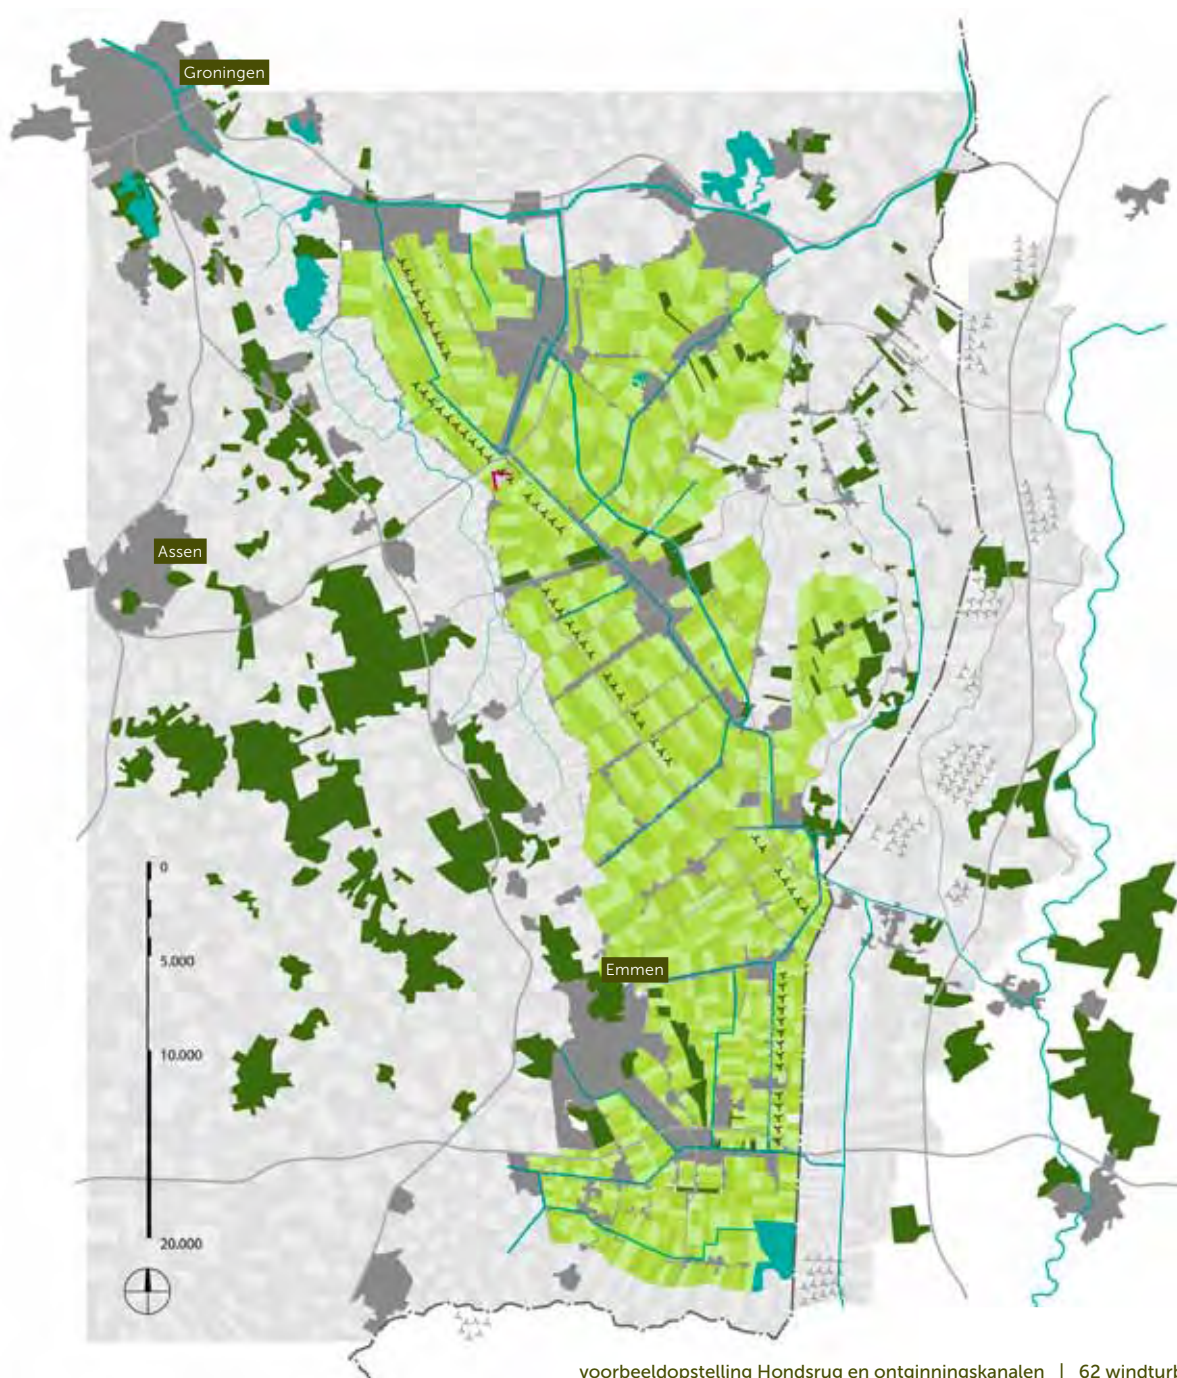 Groningen
Assen
0
5.000
Emmen
10.000
20.000
voorbeeldopstelling Hondsrug en ontginningskanalen | 62 windturb